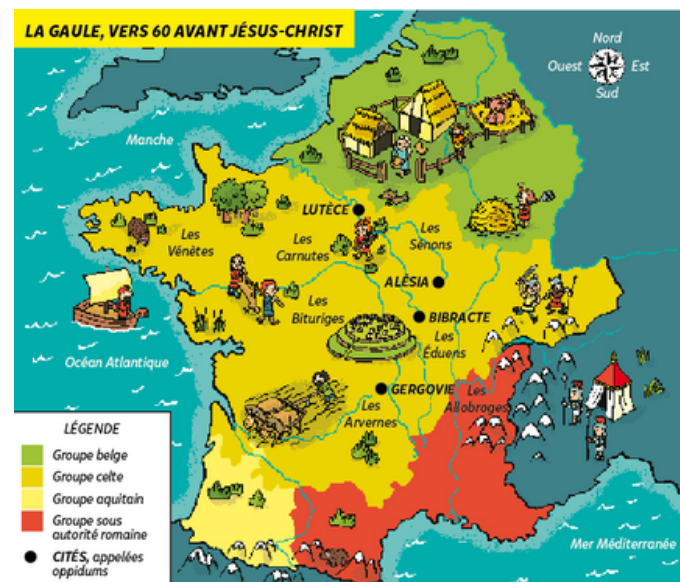 LA GAULE, VERS 60 AVANT JÉSUS-CHRIST
Nord
Ouest
Est
Sud
Manche
LUTÈCE
Les
Vénètes
Les
Carnutes
Les
Sénons
ALÉSIA
Les
Bituriges
BIBRACTE
Les
Éduens
Océan Atlantique
GERGOVIE
Les
Arvernes
Les
Allobroges
Mer Méditerranée
LÉGENDE
Groupe belge
Groupe celte
Groupe aquitain
Groupe sous
autorité romaine
CITÉS, appelées
oppidums